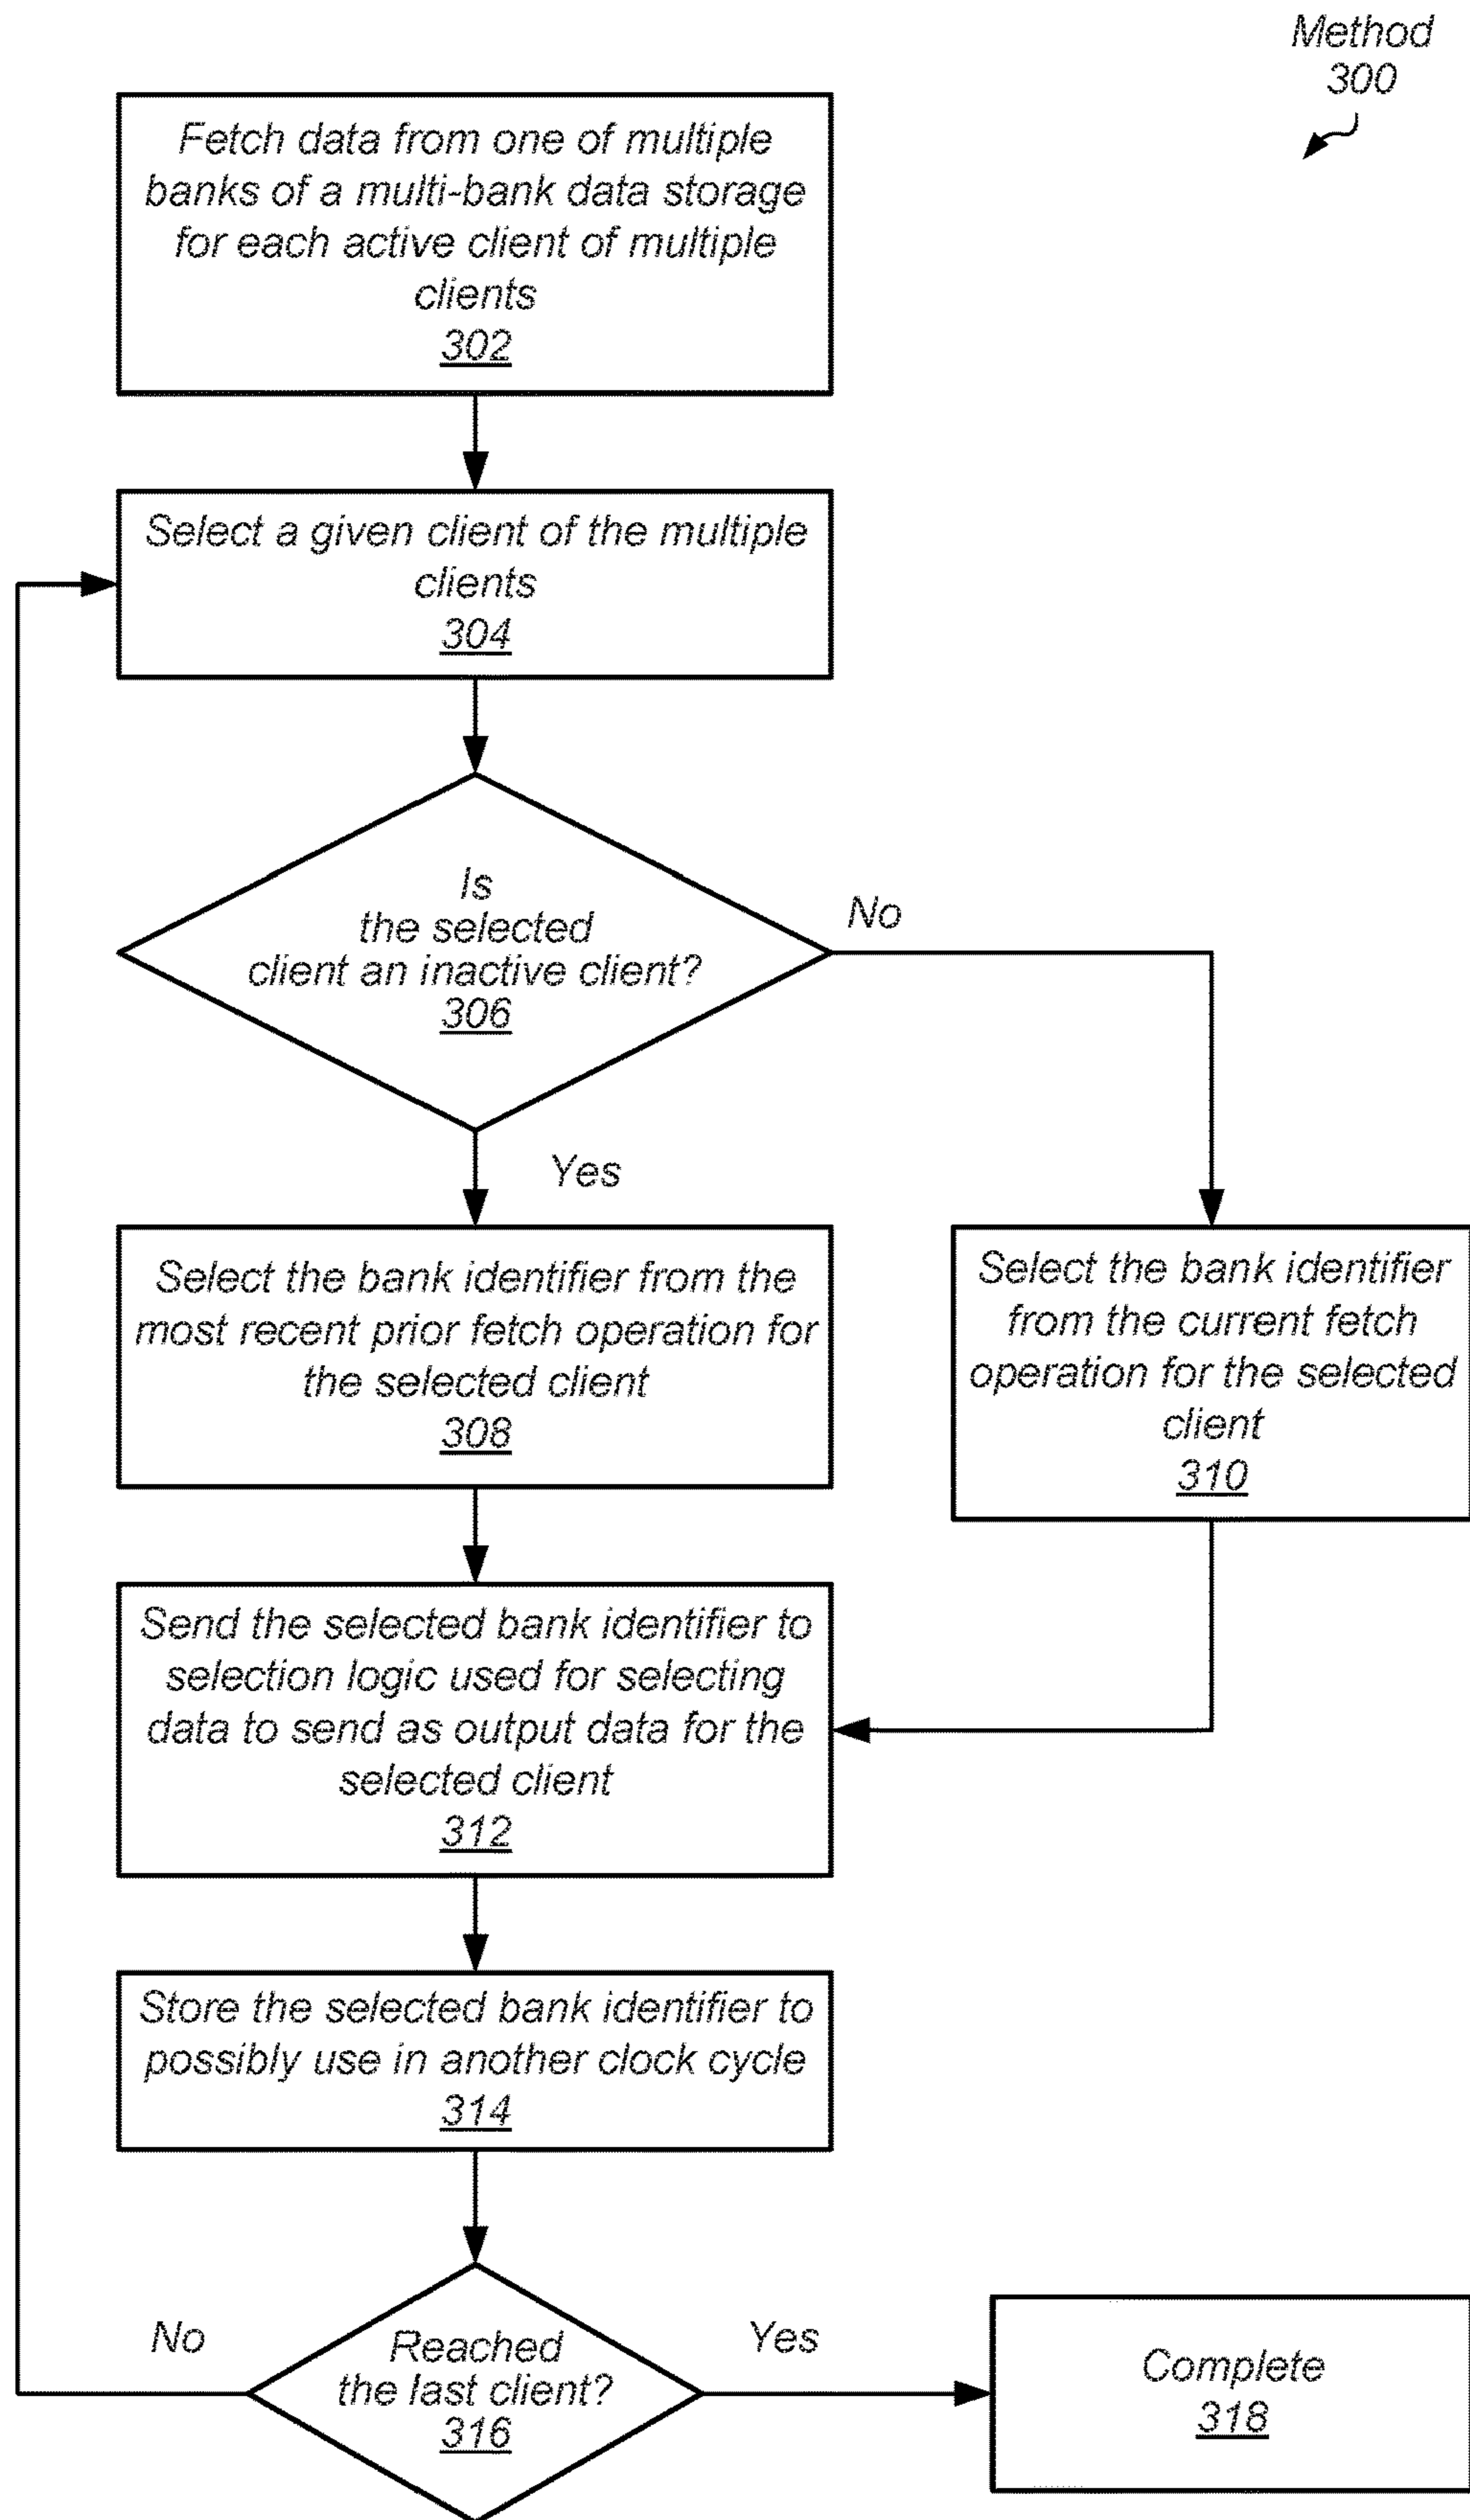 Method
300
Fetch data from one of multiple
banks of a multi-bank data storage
for each active client of multiple
clients
302
Select a given client of the multiple
clients
304
Is
the selected
client an inactive client?
306
No
Yes
Select the bank identifier from the
most recent prior fetch operation for
the selected client
308
Select the bank identifier
from the current fetch
operation for the selected
client
310
Send the selected bank identifier to
selection logic used for selecting
data to send as output data for the
selected client
312
Store the selected bank identifier to
possibly use in another clock cycle
314
No
Reached
the last client?
316
Yes
Complete
318